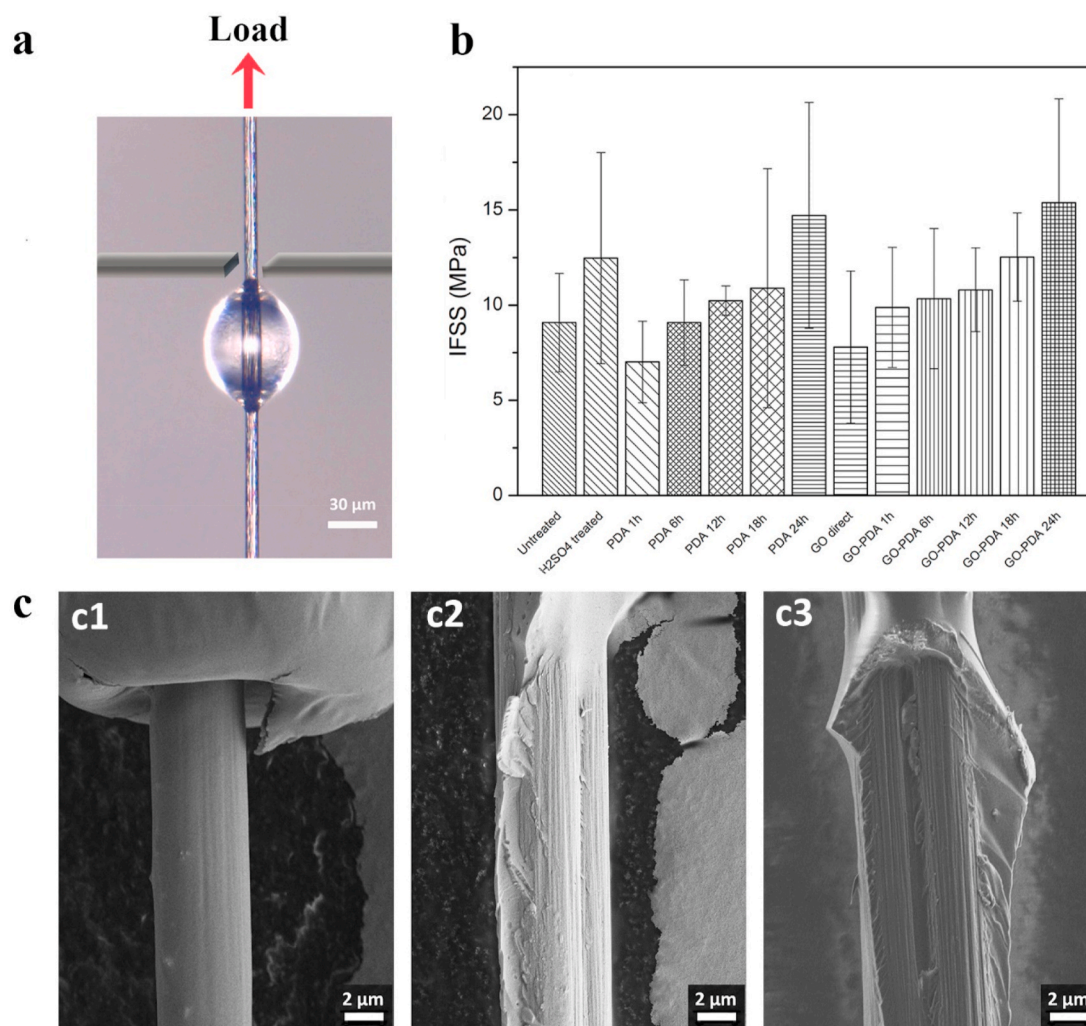 a
Load
30 µm
b
IFSS (MPa)
20
15
10
5
0
Untreated
H2SO4 treated
PDA 1h
PDA 6h
PDA 12h
PDA 18h
PDA 24h
GO direct
GO-PDA 1h
GO-PDA 6h
GO-PDA 12h
GO-PDA 18h
GO-PDA 24h
c
c1
2 µm
c2
2 µm
c3
2 µm